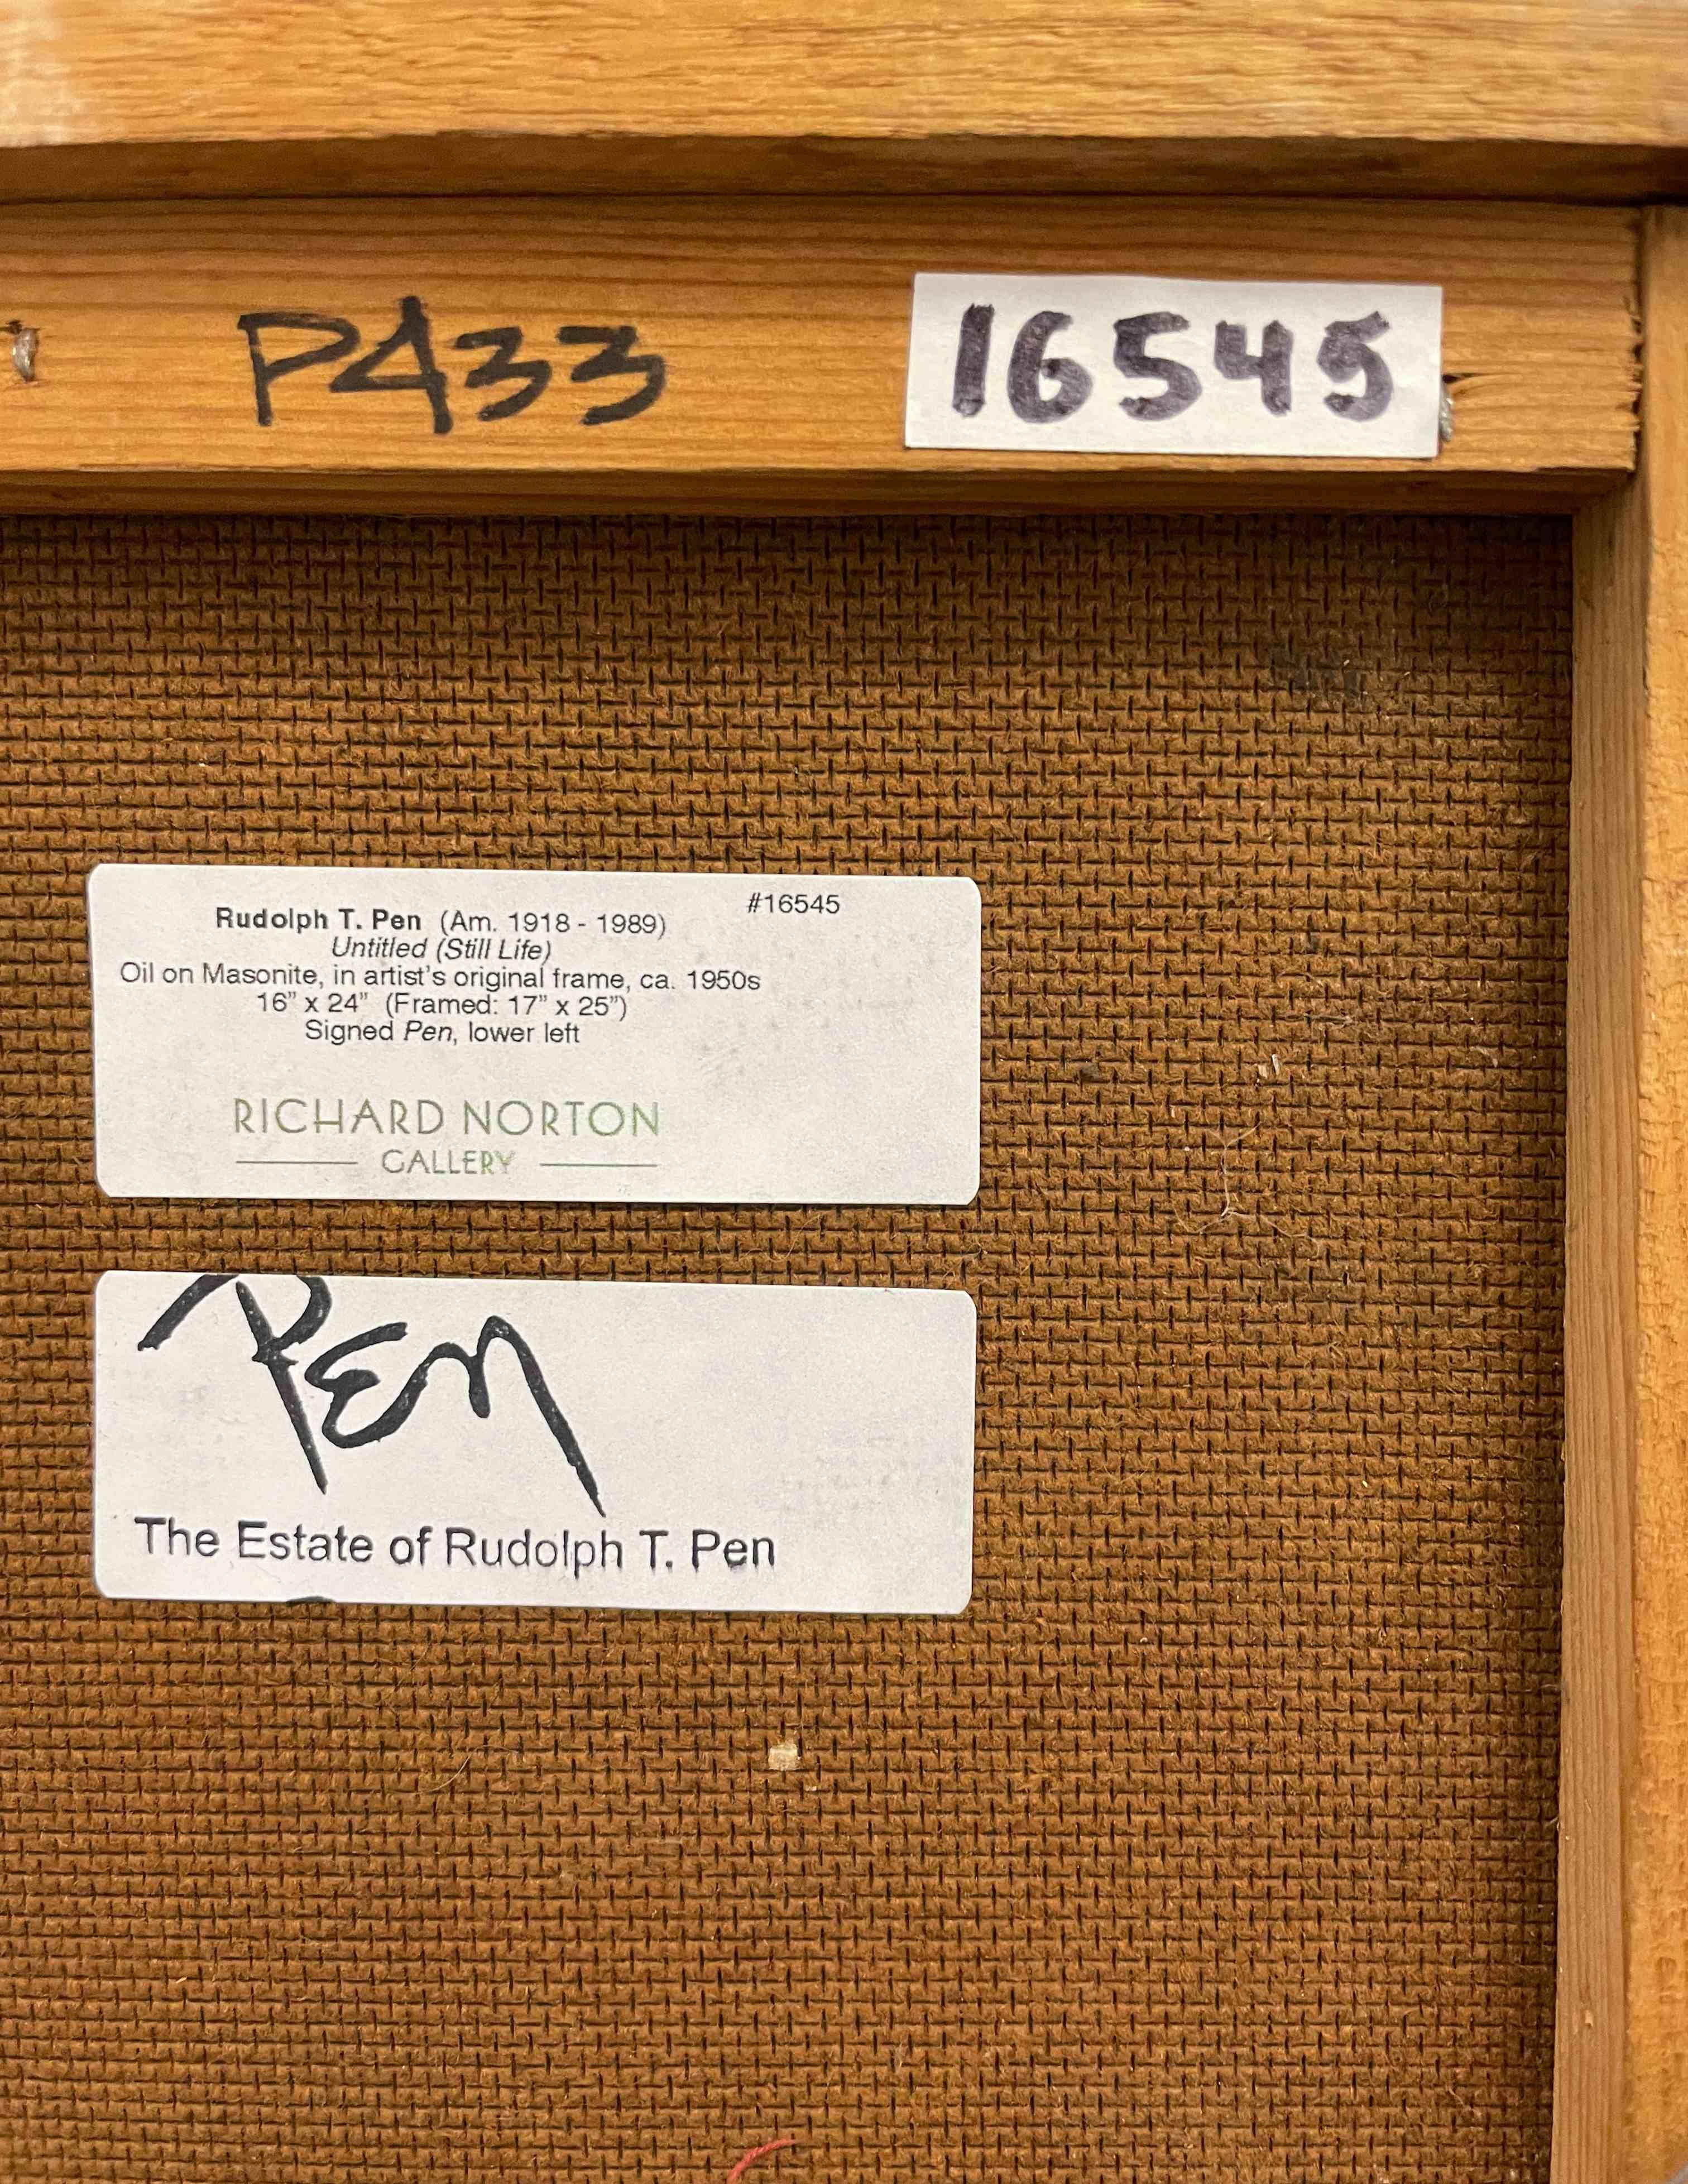 P433
16545
#16545
Rudolph T. Pen (Am. 1918 - 1989)
Untitled (Still Life)
Oil on Masonite, in artist's original frame, ca. 1950s
16” x 24” (Framed: 17” x 25”)
Signed Pen, lower left
RICHARD NORTON
GALLERY
Pen
The Estate of Rudolph T. Pen